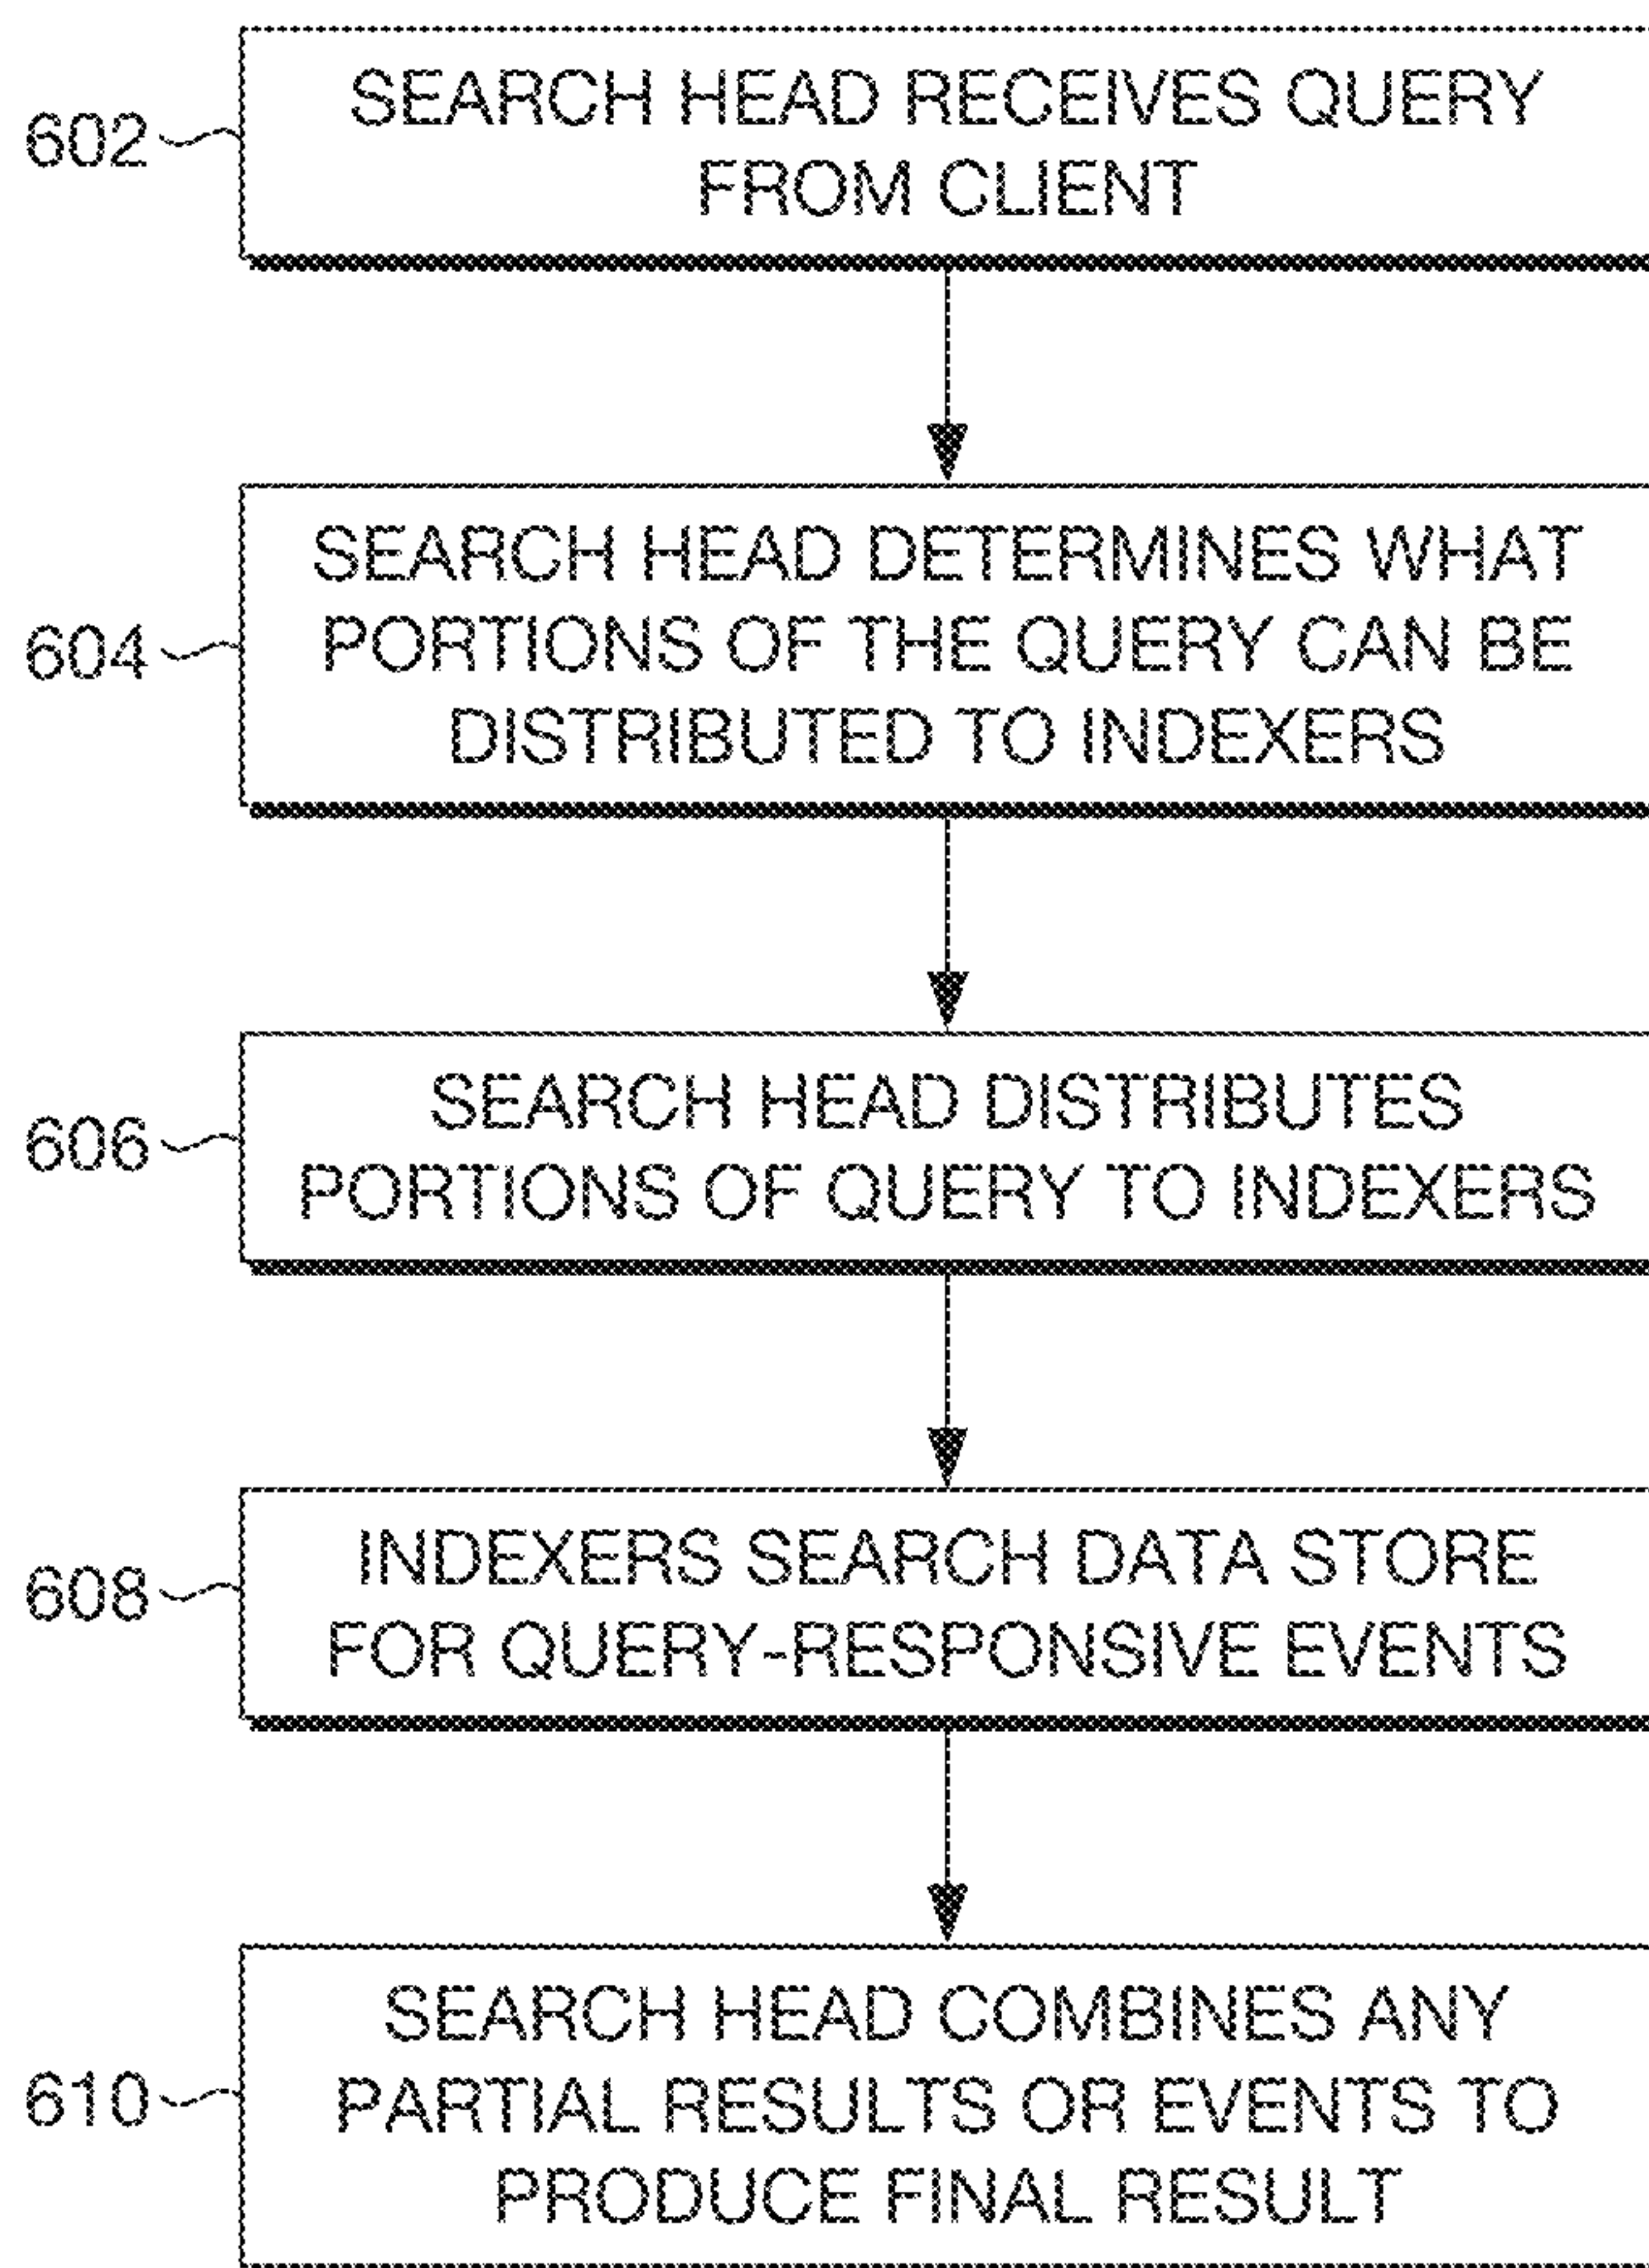 602
SEARCH HEAD RECEIVES QUERY
FROM CLIENT
604
SEARCH HEAD DETERMINES WHAT
PORTIONS OF THE QUERY CAN BE
DISTRIBUTED TO INDEXERS
606
SEARCH HEAD DISTRIBUTES
PORTIONS OF QUERY TO INDEXERS
608
INDEXERS SEARCH DATA STORE
FOR QUERY-RESPONSIVE EVENTS
610
SEARCH HEAD COMBINES ANY
PARTIAL RESULTS OR EVENTS TO
PRODUCE FINAL RESULT